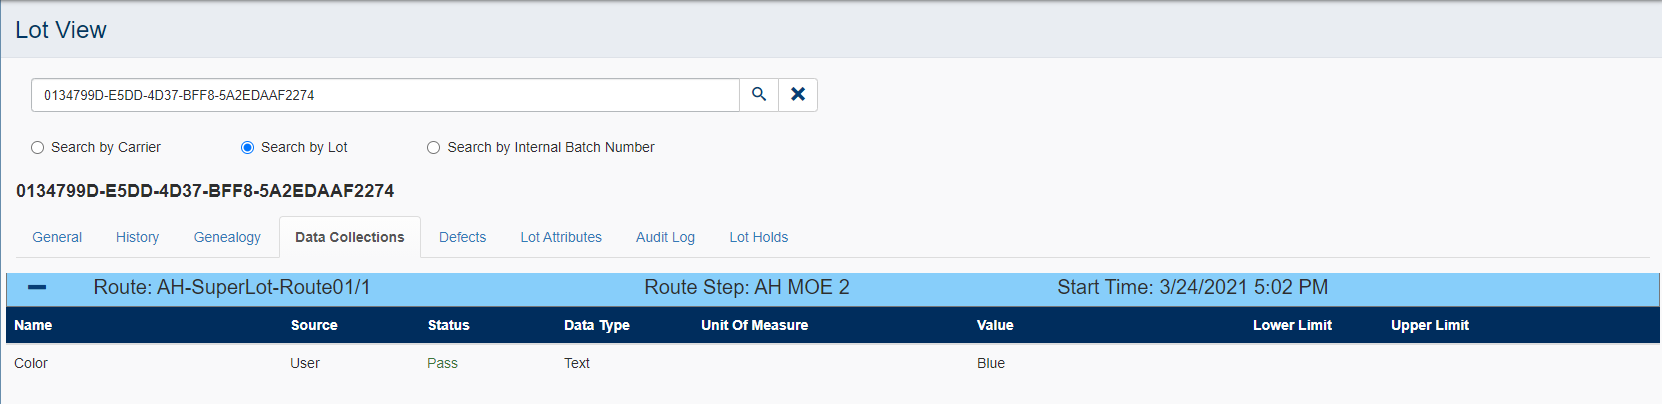 Lot View
0134799D-E5DD-4D37-BFF8-5A2EDAAF2274
Search by Carrier Search by Lot Search by Internal Batch Number
0134799D-E5DD-4D37-BFF8-5A2EDAAF2274
General History Genealogy Data Collections Defects Lot Attributes Audit Log Lot Holds
Route: AH-SuperLot-Route01/1 Route Step: AH MOE 2 Start Time: 3/24/2021 5:02 PM
Name Source Status Data Type Unit Of Measure Value Lower Limit Upper Limit
Color User Pass Text Blue